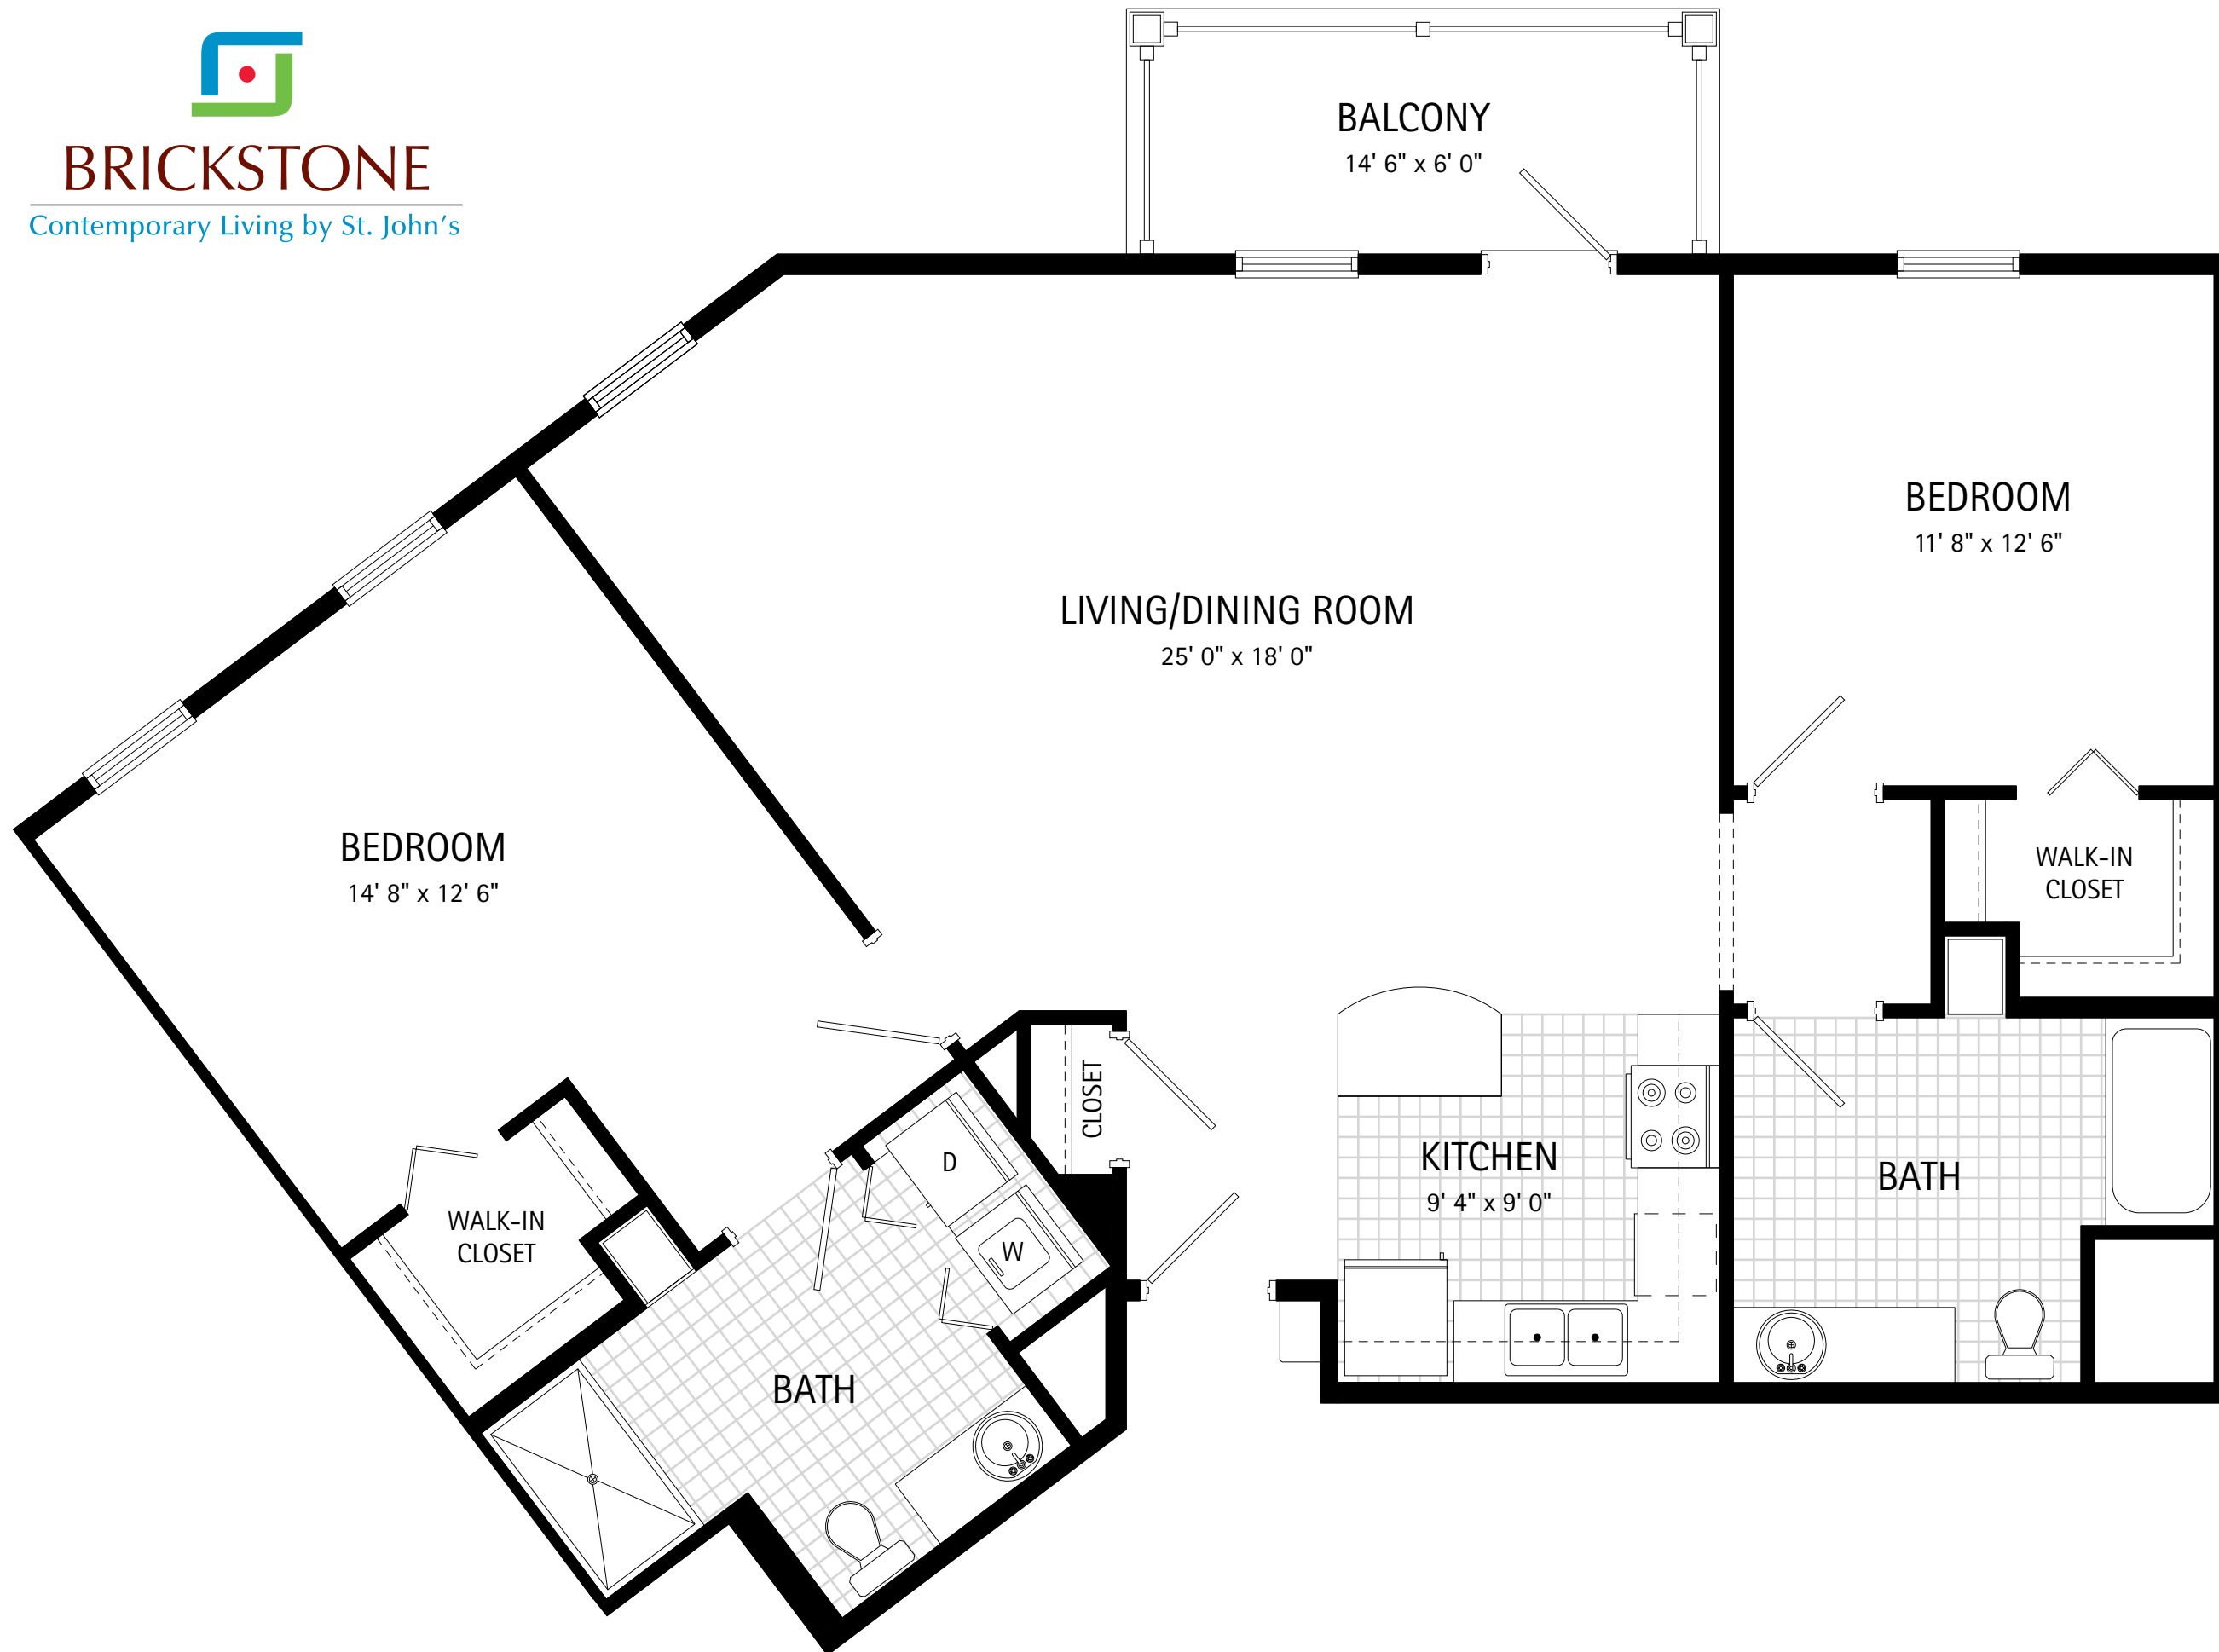 BRICKSTONE
Contemporary Living by St. John's
BALCONY
14' 6" x 6' 0"
BEDROOM
11' 8" x 12' 6"
LIVING/DINING ROOM
25' 0" x 18' 0"
BEDROOM
14' 8" x 12' 6"
WALK-IN
CLOSET
CLOSET
D
W
KITCHEN
9' 4" x 9' 0"
BATH
WALK-IN
CLOSET
BATH